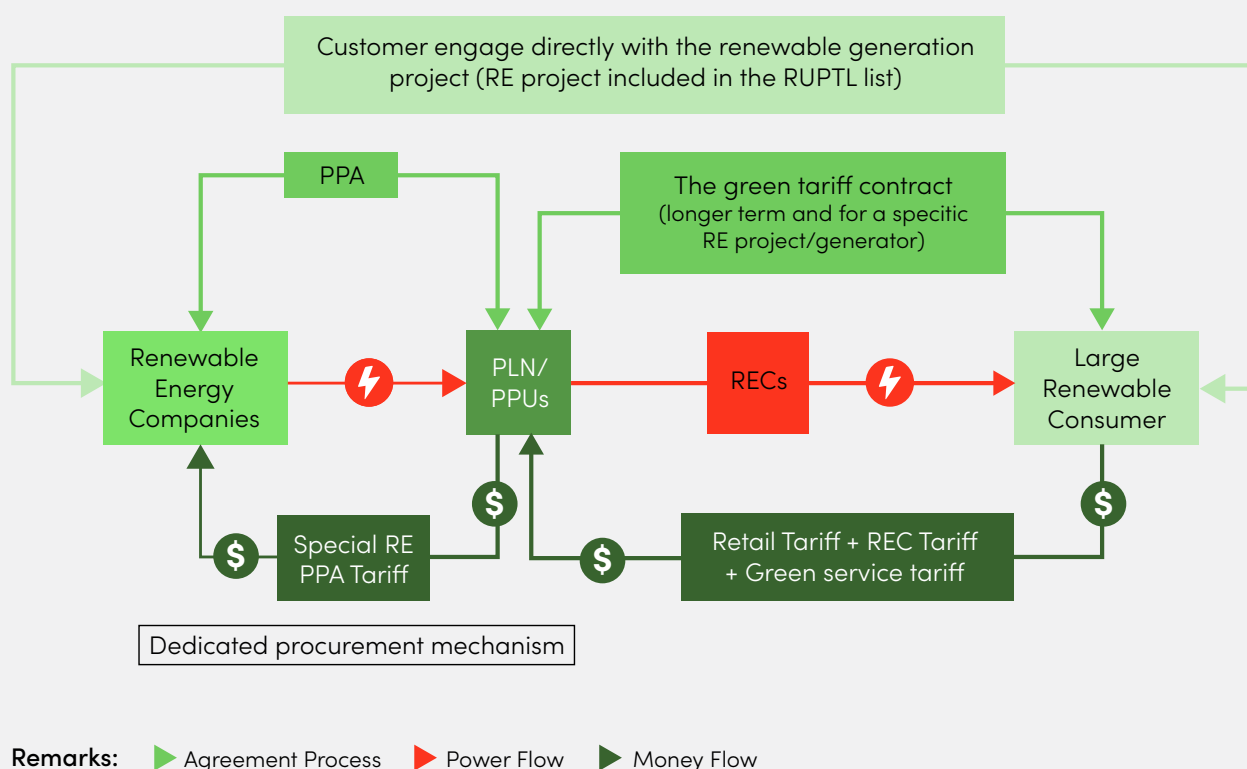 Customer engage directly with the renewable generation
project (RE project included in the RUPTL list)
PPA
The green tariff contract
(longer term and for a specitic
RE project/generator)
Renewable
Energy
Companies
PLN/
PPUs
RECs
Large
Renewable
Consumer
$
$
$
$
Special RE
PPA Tariff
Retail Tariff + REC Tariff
+ Green service tariff
Dedicated procurement mechanism
Remarks: Agreement Process Power Flow Money Flow